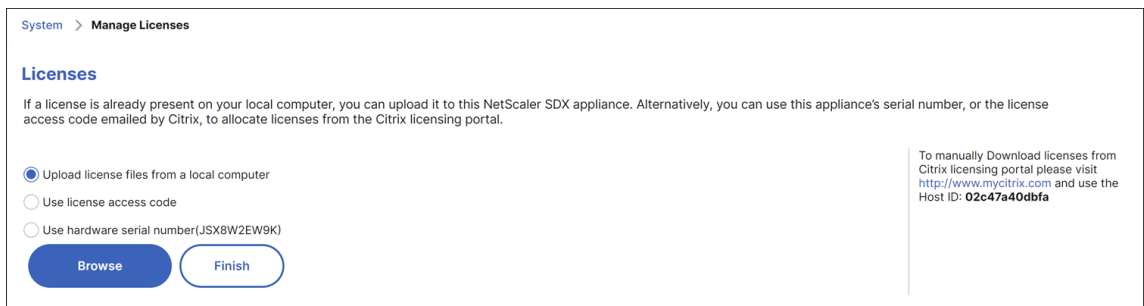 System > Manage Licenses
Licenses
If a license is already present on your local computer, you can upload it to this NetScaler SDX appliance. Alternatively, you can use this appliance's serial number, or the license
access code emailed by Citrix, to allocate licenses from the Citrix licensing portal.
Upload license files from a local computer
Use license access code
Use hardware serial number(JSX8W2EW9K)
Browse Finish
To manually Download licenses from
Citrix licensing portal please visit
http://www.mycitrix.com and use the
Host ID: 02c47a40dbfa